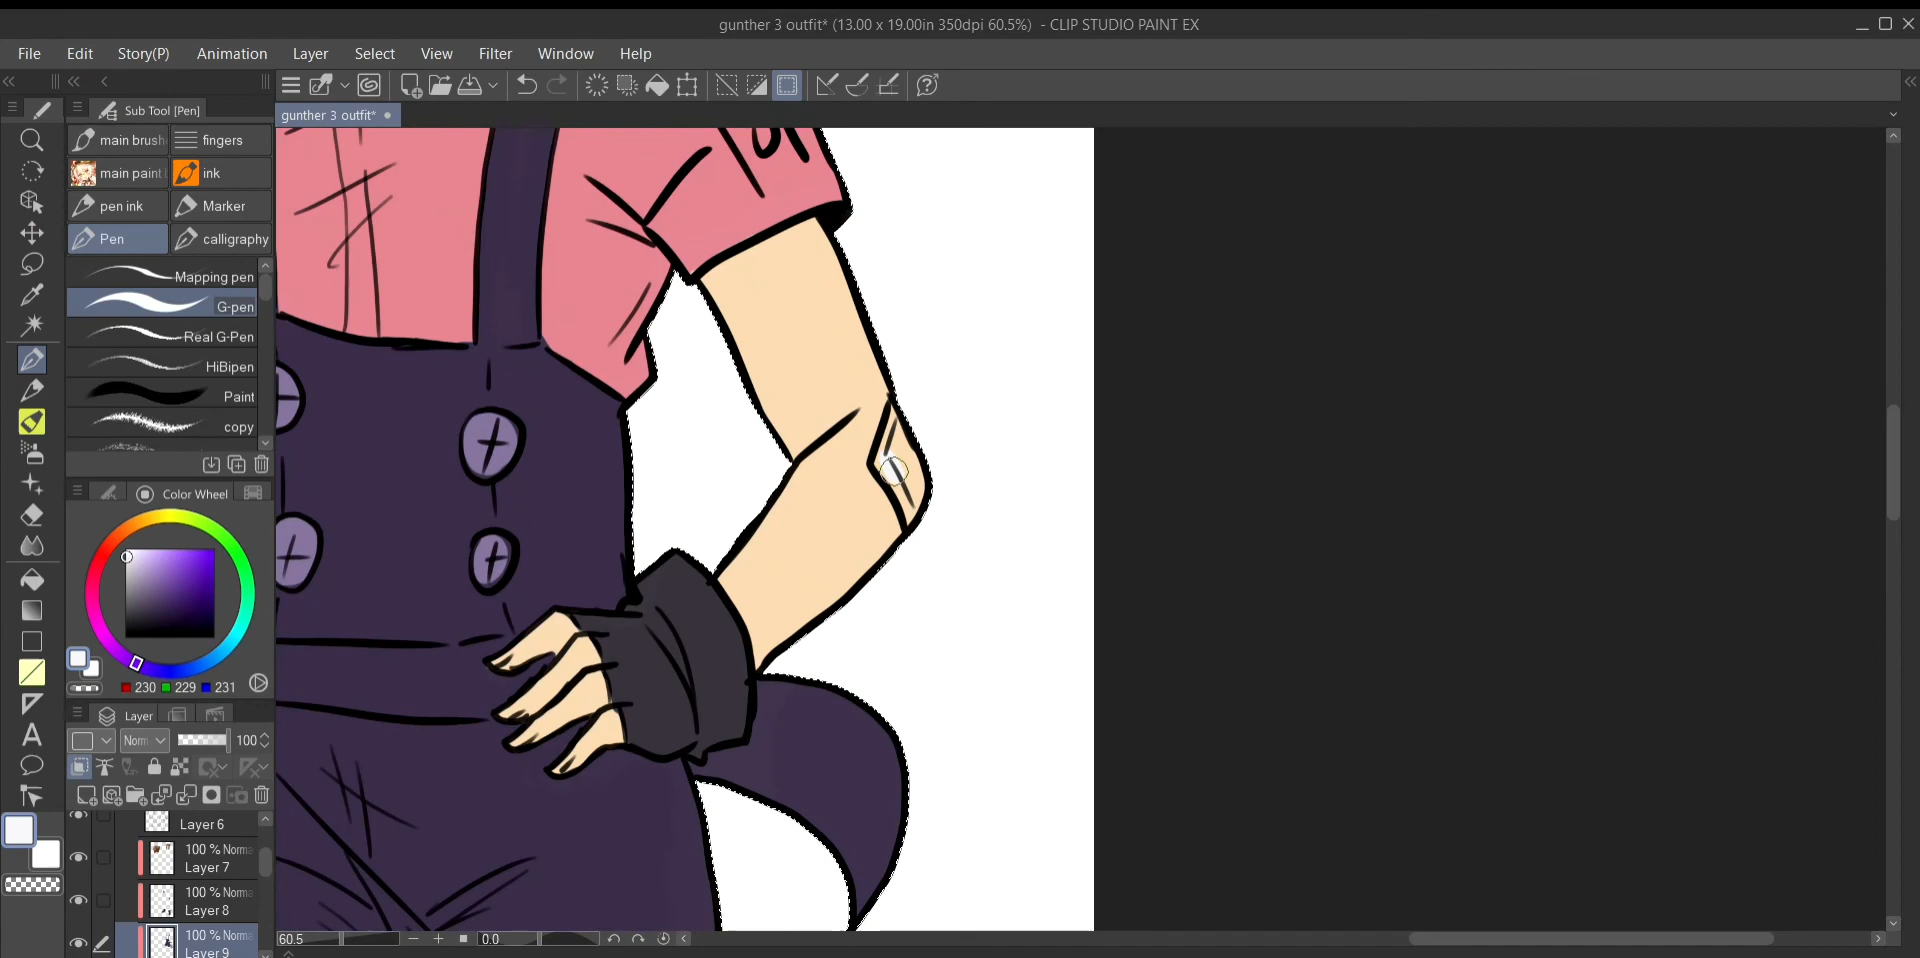 gunther 3 outfit* (13.00 x 19.00in 350dpi 60.5%) - CLIP STUDIO PAINT EX
File Edit Story(P) Animation Layer Select View Filter Window Help
Sub Tool [Pen]
gunther 3 outfit*
main brush fingers
main paint ink
pen ink Marker
Pen calligraphy
Mapping pen
G-pen
Real G-Pen
HiBipen
Paint
copy
Color Wheel
230 229 231
Layer
Norm 100
Layer 6
100 % Norma
Layer 7
100 % Norma
Layer 8
100 % Norma
Layer 9
60.5 0.0